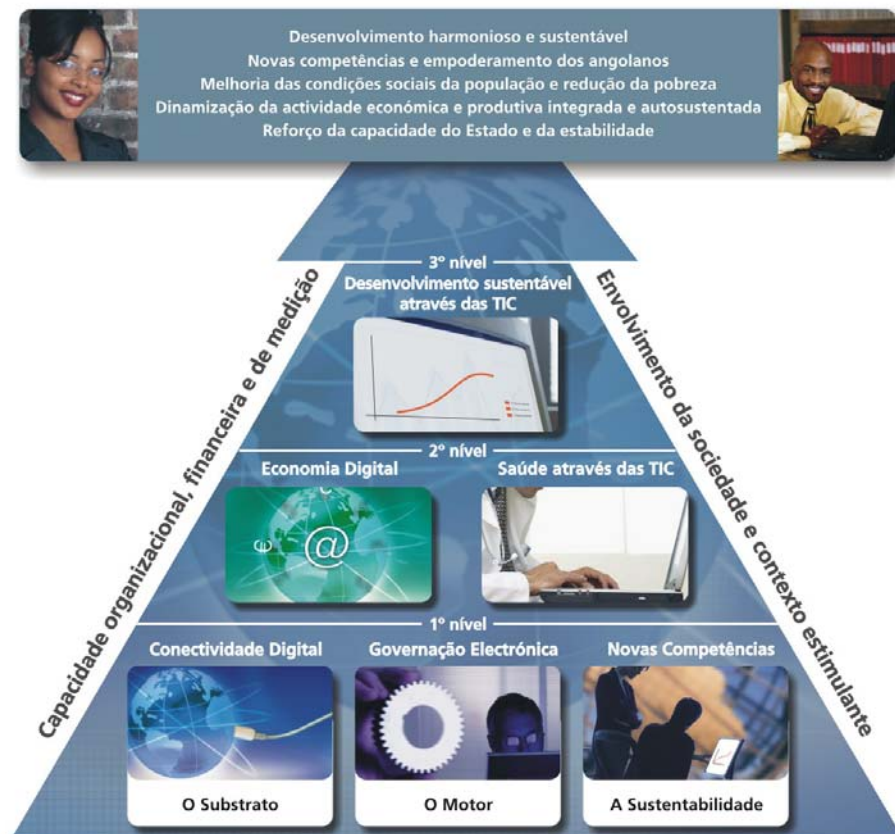 Desenvolvimento harmonioso e sustentável
Novas competências e empoderamento dos angolanos
Melhoria das condições sociais da população e redução da pobreza
Dinamização da actividade económica e produtiva integrada e autosustentada
Reforço da capacidade do Estado e da estabilidade
Capacidade organizacional, financeira e de medição
Envolvimento da sociedade e contexto estimulante
3º nível
Desenvolvimento sustentável
através das TIC
2º nível
Economia Digital
Saúde através das TIC
€
@
1º nível
Conectividade Digital
Governação Electrónica
Novas Competências
O Substrato
O Motor
A Sustentabilidade